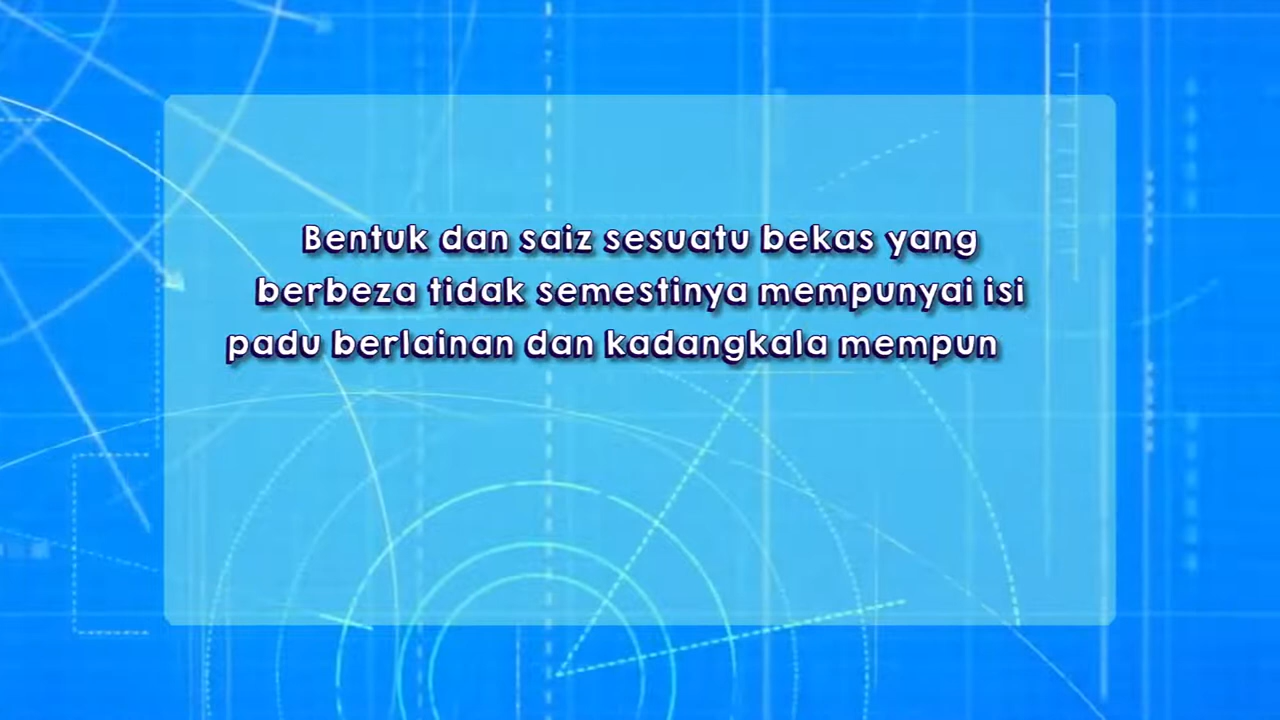 Bentuk dan saiz sesuatu bekas yang
berbeza tidak semestinya mempunyai isi
padu berlainan dan kadangkala mempun